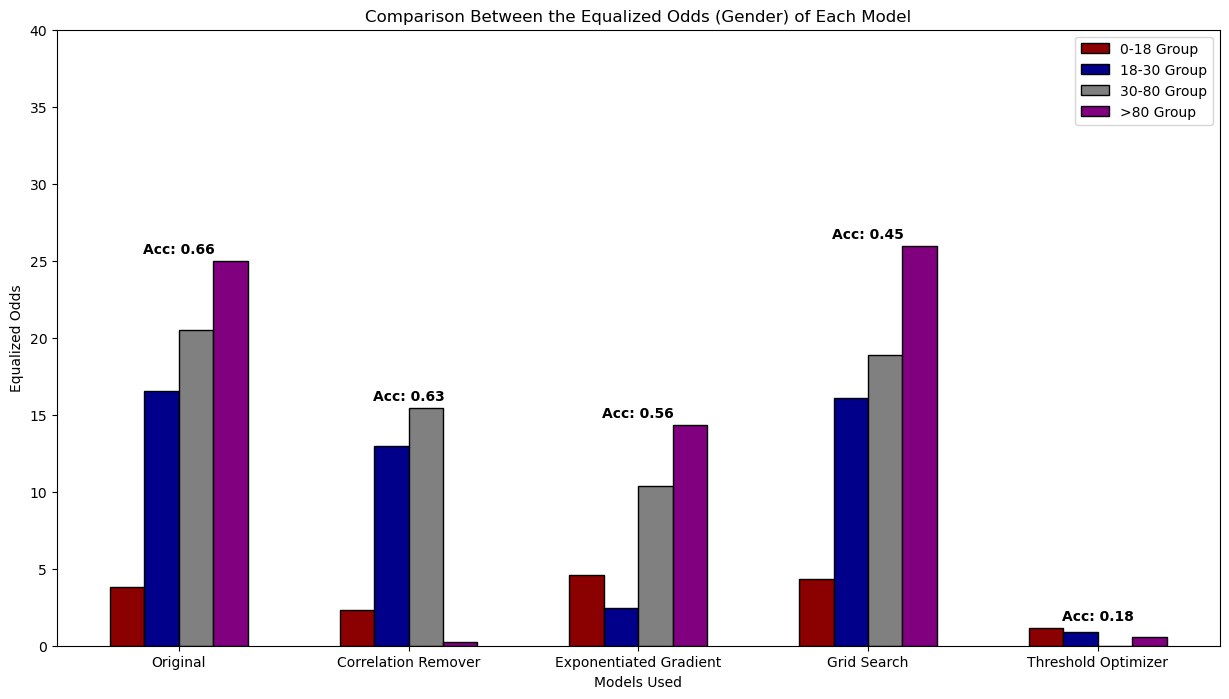 Comparison Between the Equalized Odds (Gender) of Each Model
40
35
30
25
20
15
10
5
0
Equalized Odds
0-18 Group
18-30 Group
30-80 Group
>80 Group
Acc: 0.66
Acc: 0.63
Acc: 0.56
Acc: 0.45
Acc: 0.18
Original
Correlation Remover
Exponentiated Gradient
Grid Search
Threshold Optimizer
Models Used